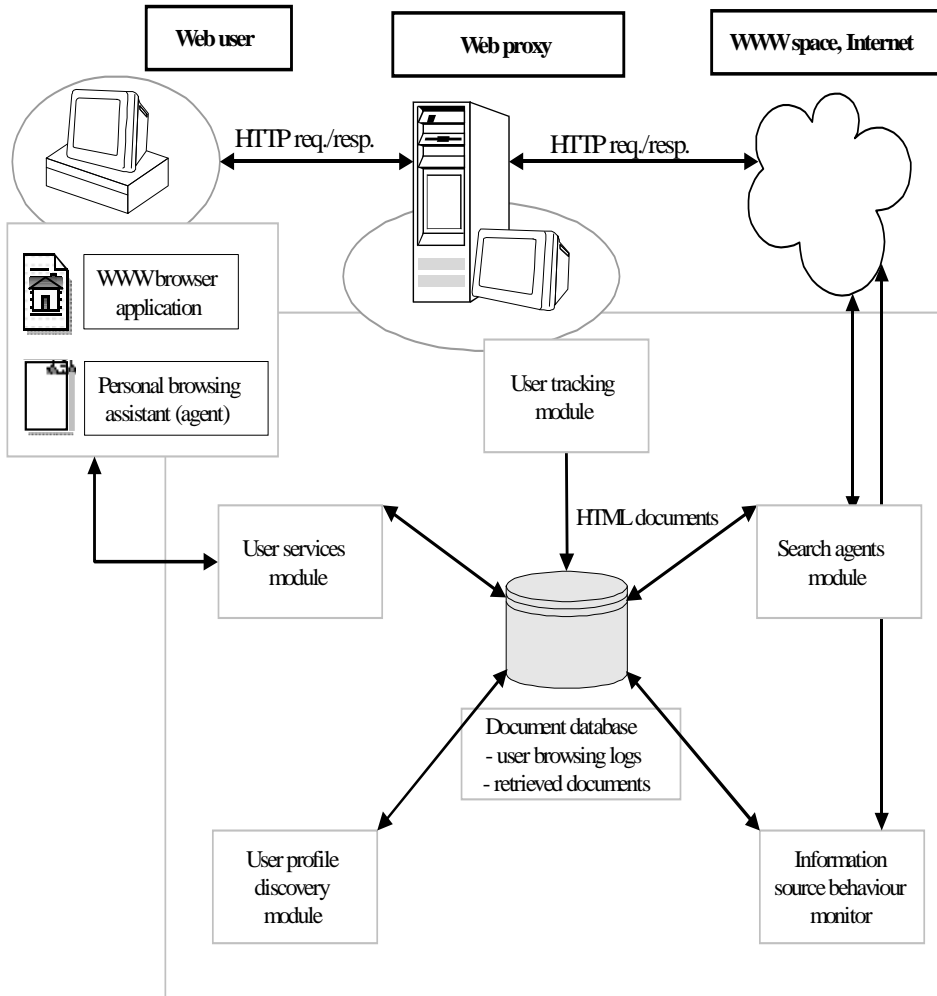 Web user
Web proxy
WWW space, Internet
HTTP req./resp.
HTTP req./resp.
WWW browser
application
Personal browsing
assistant (agent)
User tracking
module
HTML documents
User services
module
Search agents
module
Document database
- user browsing logs
- retrieved documents
User profile
discovery
module
Information
source behaviour
monitor